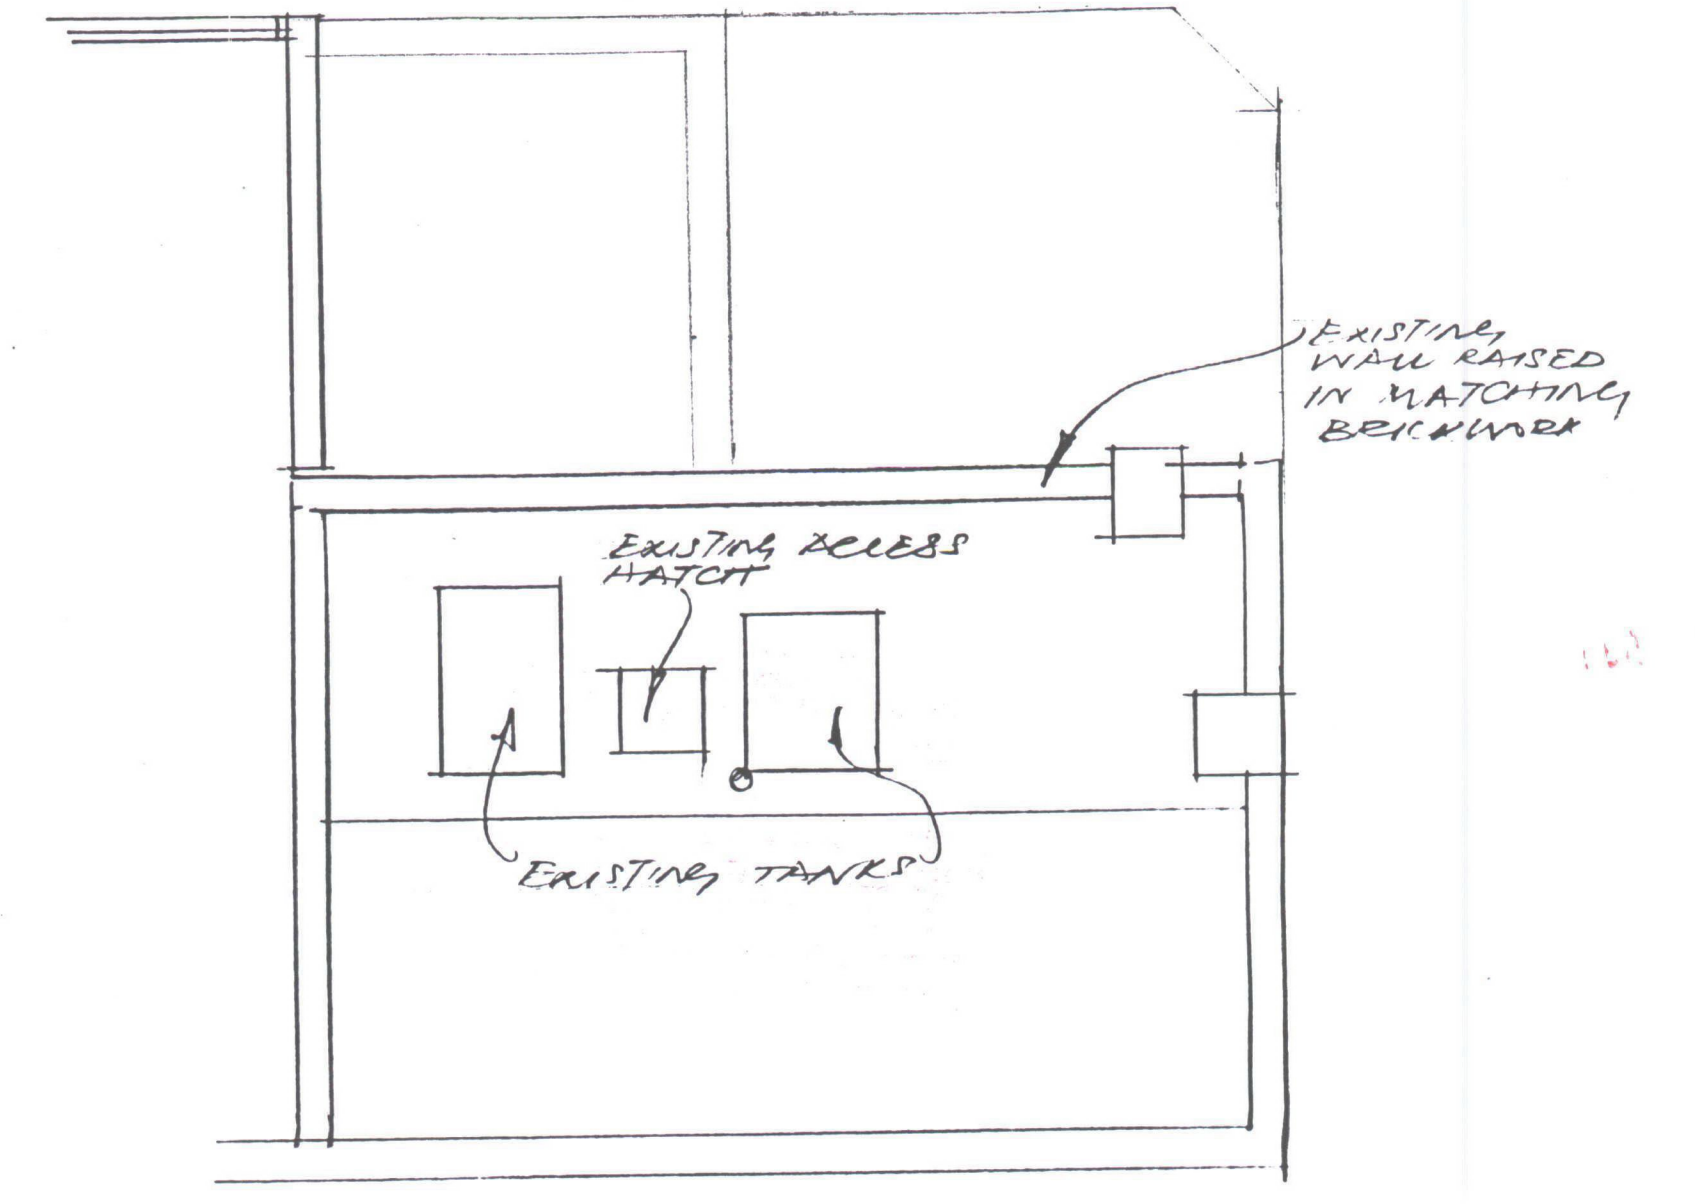 EXISTING
WALL RAISED
IN MATCHING
BRICKWORK
EXISTING ACCESS
HATCH
EXISTING TANKS